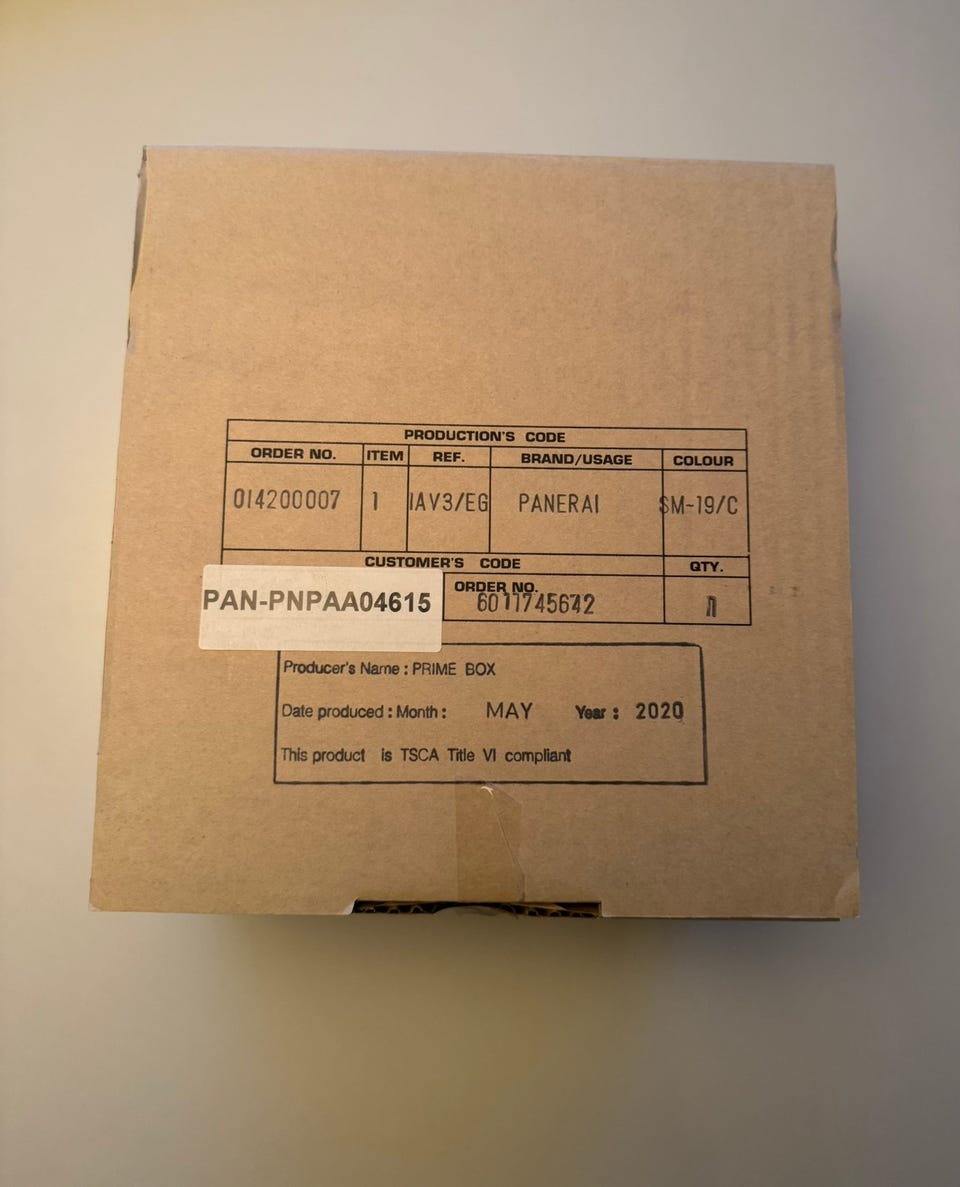 PRODUCTION'S CODE
ORDER NO. ITEM REF. BRAND/USAGE COLOUR
014200007 1 IAV3/EG PANERAI SM-19/C
CUSTOMER'S CODE QTY.
ORDER NO.
PAN-PNPAA04615 6011745642
Producer's Name : PRIME BOX
Date produced : Month : MAY Year : 2020
This product is TSCA Title VI compliant